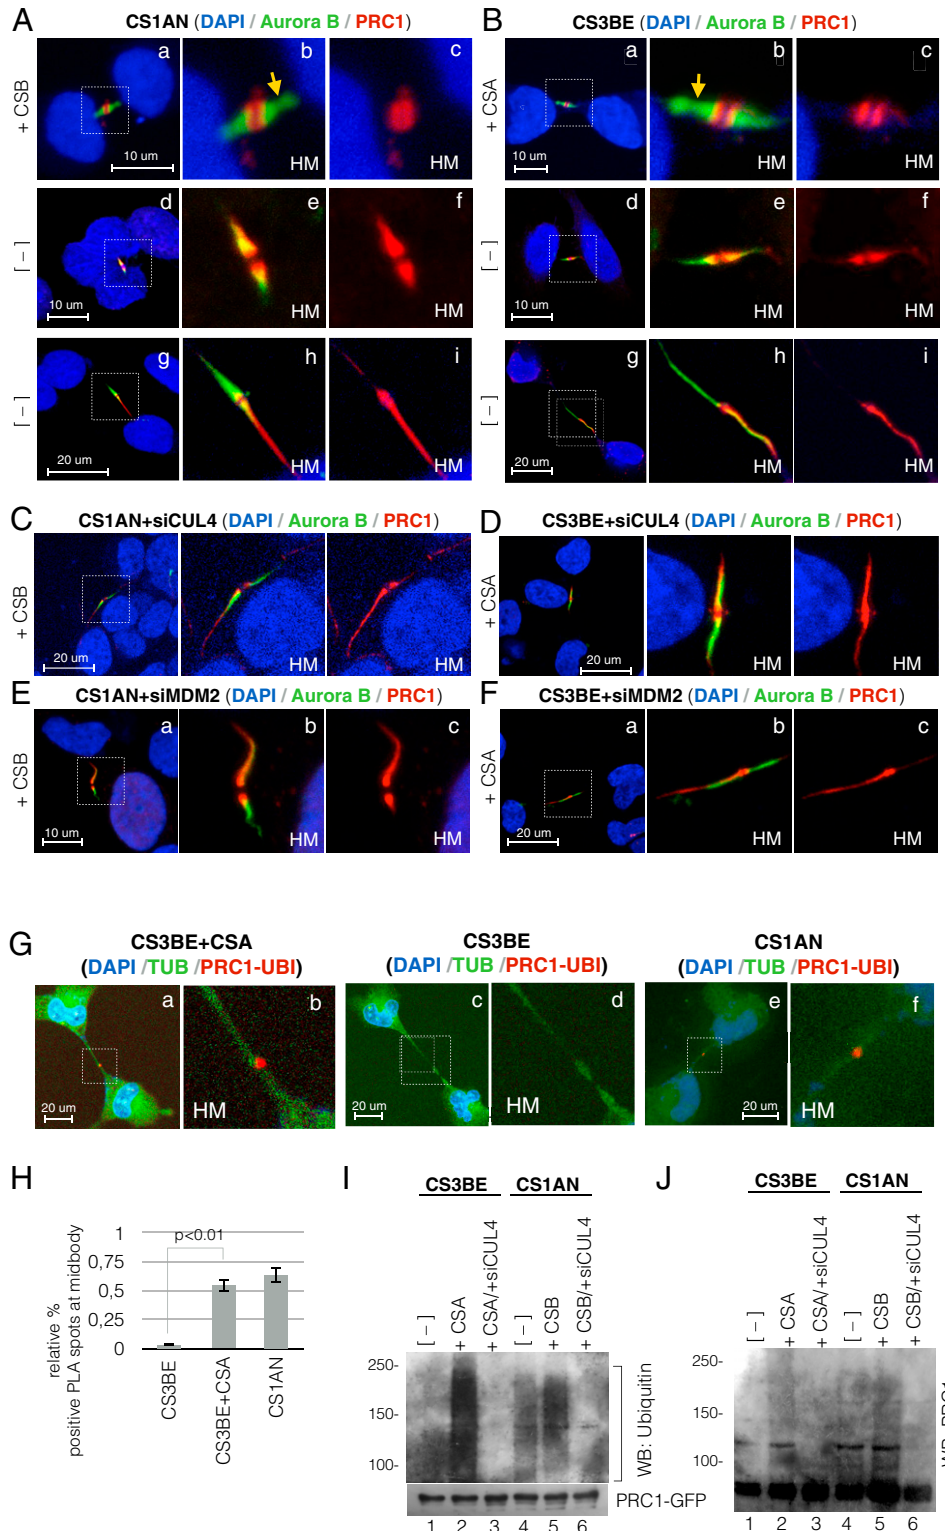 A CS1AN (DAPI / Aurora B / PRC1)
+ CSB
a
b
c
10 um
HM
HM
[ - ]
d
e
f
10 um
HM
HM
[ - ]
g
h
i
20 um
HM
HM
B CS3BE (DAPI / Aurora B / PRC1)
+ CSA
a
b
c
10 um
HM
HM
[ - ]
d
e
f
10 um
HM
HM
[ - ]
g
h
i
20 um
HM
HM
C CS1AN+siCUL4 (DAPI / Aurora B / PRC1)
+ CSB
20 um
HM
HM
D CS3BE+siCUL4 (DAPI / Aurora B / PRC1)
+ CSA
20 um
HM
HM
E CS1AN+siMDM2 (DAPI / Aurora B / PRC1)
+ CSB
a
b
c
10 um
HM
HM
F CS3BE+siMDM2 (DAPI / Aurora B / PRC1)
+ CSA
a
b
c
20 um
HM
HM
G
CS3BE+CSA
(DAPI /TUB/PRC1-UBI)
a
b
20 um
HM
CS3BE
(DAPI /TUB /PRC1-UBI)
c
d
20 um
HM
CS1AN
(DAPI /TUB /PRC1-UBI)
e
f
20 um
HM
H
relative %
positive PLA spots at midbody
1
0,75
0,5
0,25
0
p<0.01
CS3BE
CS3BE+CSA
CS1AN
I
CS3BE CS1AN
[ - ]
+ CSA
+ CSA/+siCUL4
[ - ]
+ CSB
+ CSB/+siCUL4
250-
150-
100-
WB: Ubiquitin
PRC1-GFP
1 2 3 4 5 6
J
CS3BE CS1AN
[ - ]
+ CSA
+ CSA/+siCUL4
[ - ]
+ CSB
+ CSB/+siCUL4
250-
150-
100-
1 2 3 4 5 6